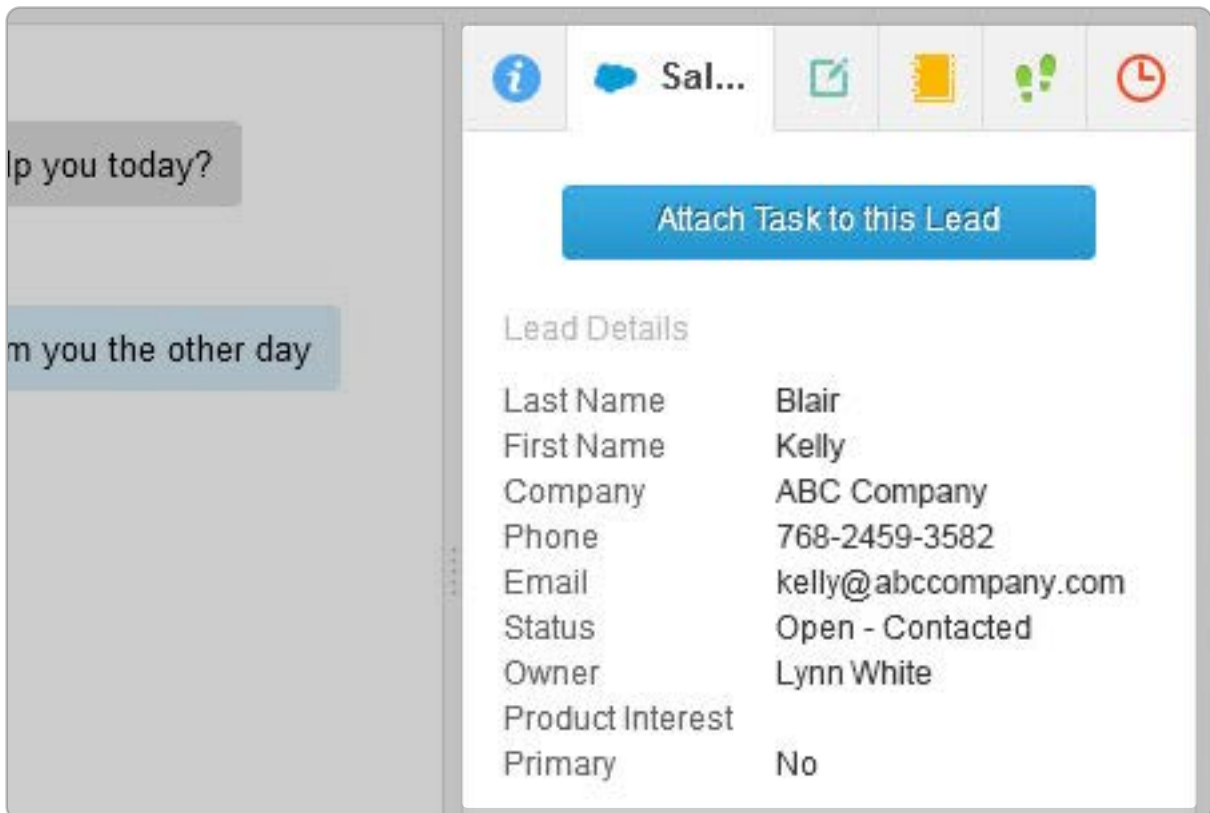 Sal...
lp you today?
Attach Task to this Lead
m you the other day
Lead Details
Last Name Blair
First Name Kelly
Company ABC Company
Phone 768-2459-3582
Email kelly@abccompany.com
Status Open - Contacted
Owner Lynn White
Product Interest
Primary No